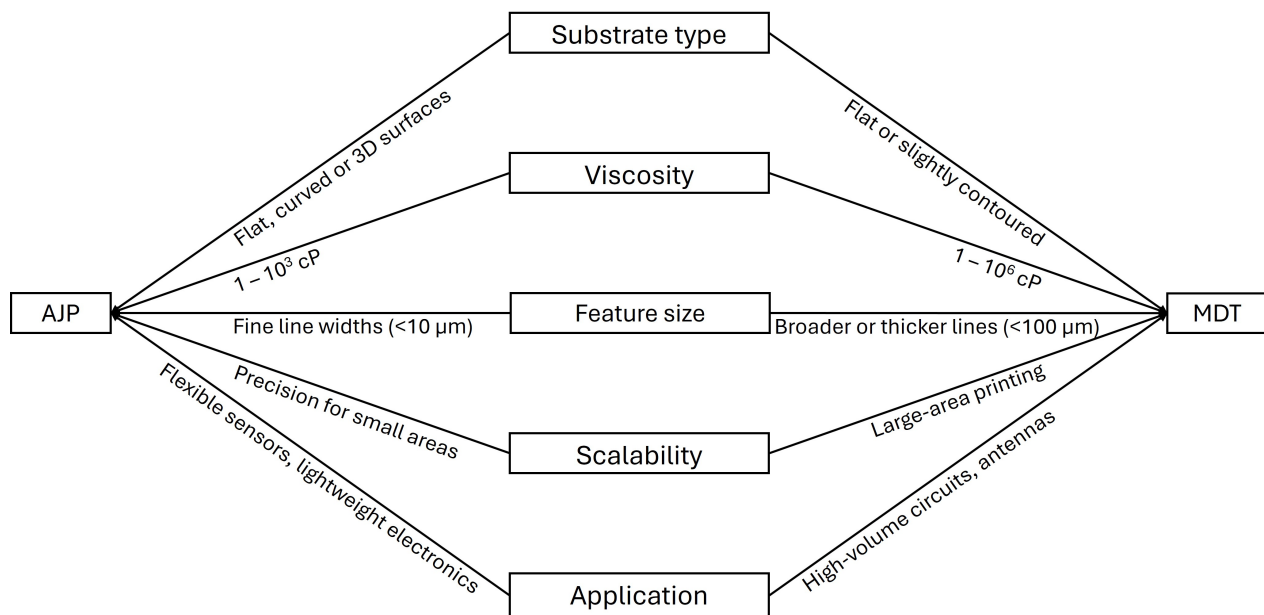 Substrate type
Flat, curved or 3D surfaces
Flat or slightly contoured
Viscosity
1 – 10³ cP
1 – 10⁶ cP
AJP
Feature size
MDT
Fine line widths (<10 µm)
Broader or thicker lines (<100 µm)
Precision for small areas
Large-area printing
Scalability
Flexible sensors, lightweight electronics
High-volume circuits, antennas
Application